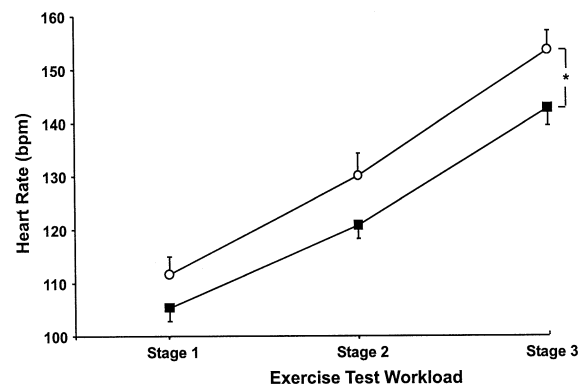 160
150
140
130
120
110
100
Heart Rate (bpm)
*
Stage 1
Stage 2
Stage 3
Exercise Test Workload